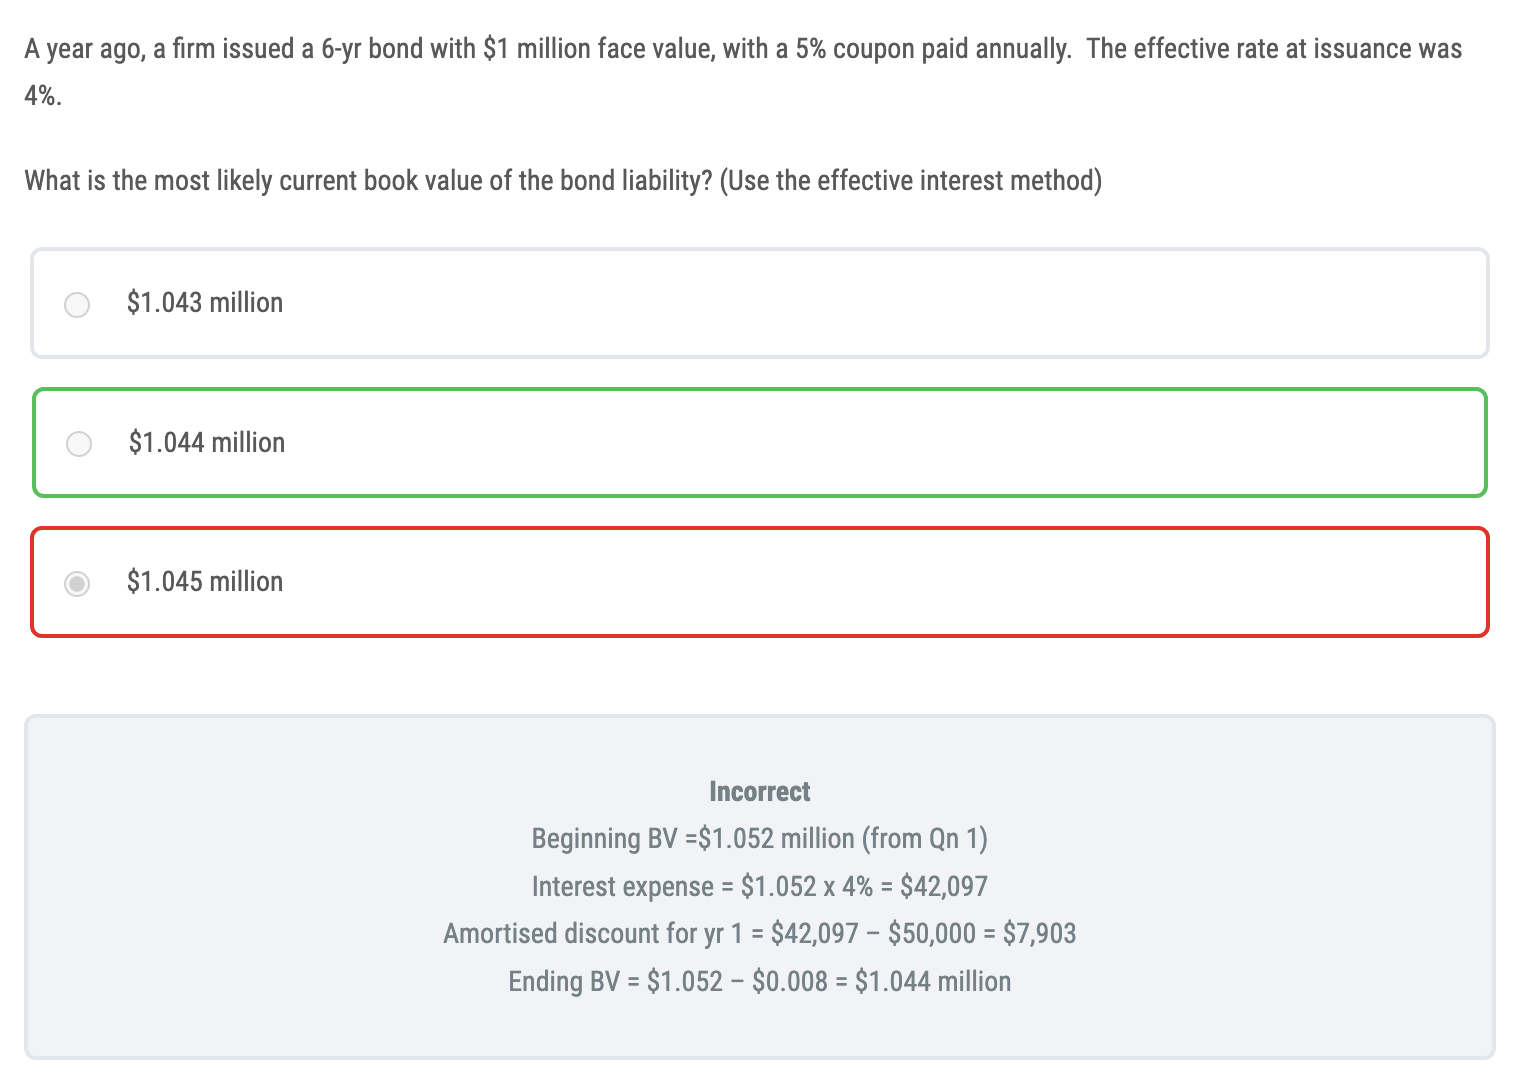 A year ago, a firm issued a 6-yr bond with $1 million face value, with a 5% coupon paid annually.  The effective rate at issuance was
4%.
What is the most likely current book value of the bond liability? (Use the effective interest method)
$1.043 million
$1.044 million
$1.045 million
Incorrect
Beginning BV =$1.052 million (from Qn 1)
Interest expense = $1.052 x 4% = $42,097
Amortised discount for yr 1 = $42,097 – $50,000 = $7,903
Ending BV = $1.052 – $0.008 = $1.044 million